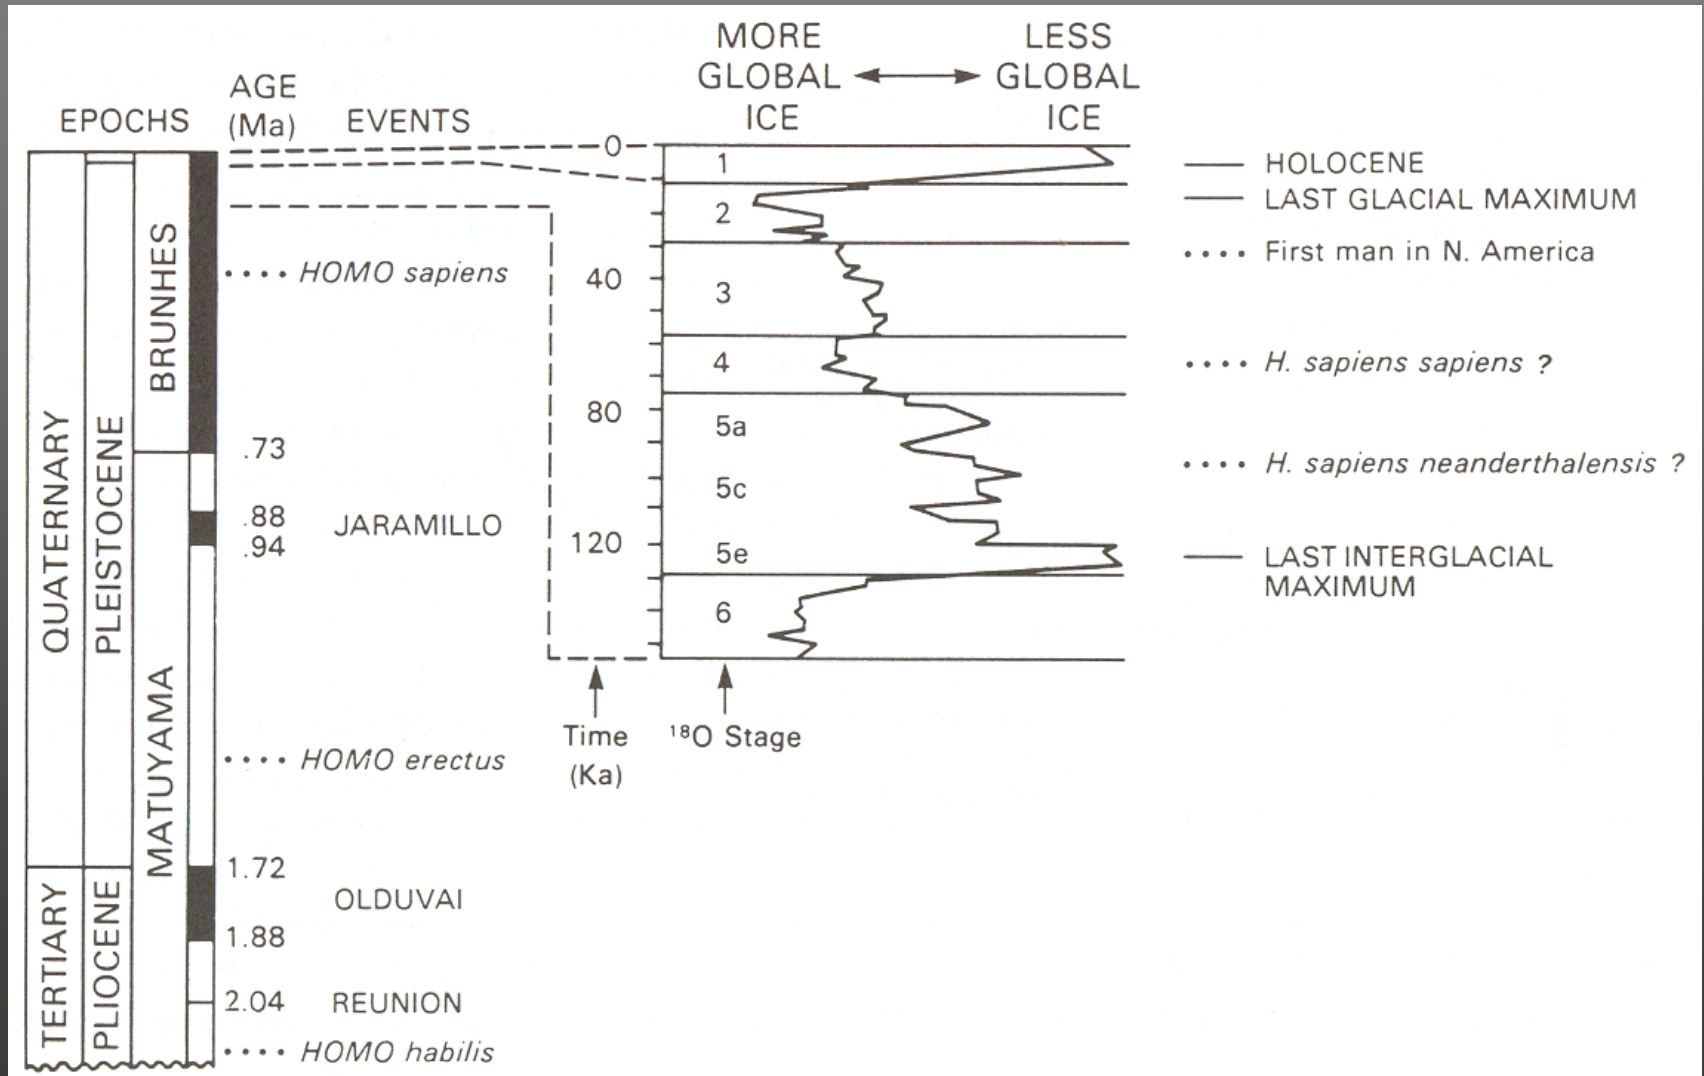 MORE GLOBAL ICE
LESS GLOBAL ICE
EPOCHS
AGE (Ma)
EVENTS
QUATERNARY
TERTIARY
PLEISTOCENE
PLIOCENE
BRUNHES
MATUYAMA
HOMO sapiens
.73
.88
JARAMILLO
.94
HOMO erectus
1.72
OLDUVAI
1.88
2.04
REUNION
HOMO habilis
0
40
80
120
Time
(Ka)
1
2
3
4
5a
5c
5e
6
18O Stage
HOLOCENE
LAST GLACIAL MAXIMUM
First man in N. America
H. sapiens sapiens ?
H. sapiens neanderthalensis ?
LAST INTERGLACIAL
MAXIMUM